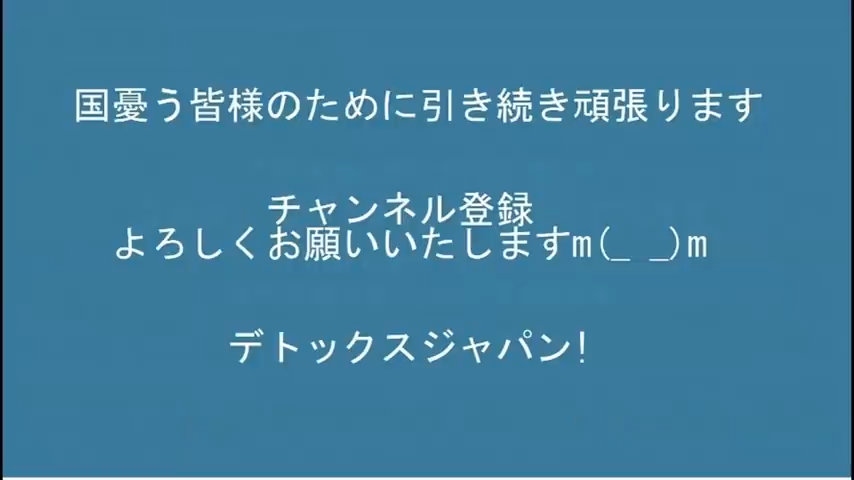 国憂う皆様のために引き続き頑張ります
チャンネル登録
よろしくお願いいたしますm(_ _)m
デトックスジャパン!